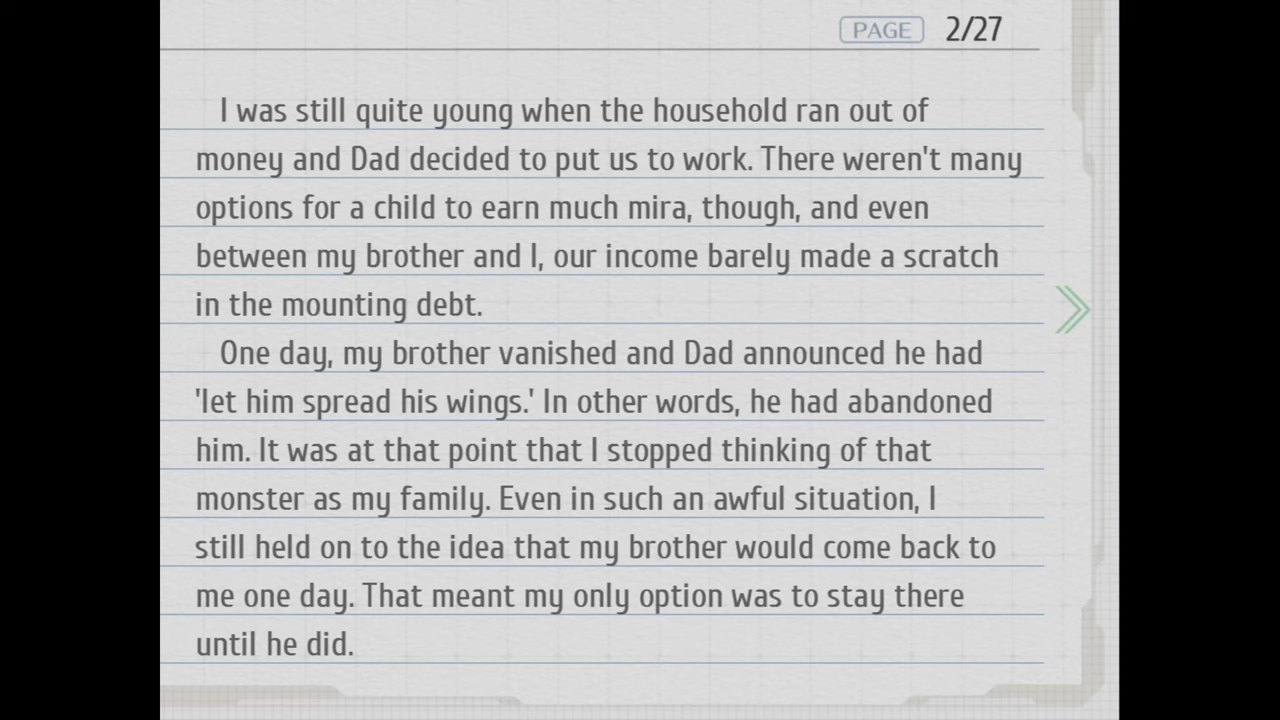 PAGE 2/27
I was still quite young when the household ran out of
money and Dad decided to put us to work. There weren't many
options for a child to earn much mira, though, and even
between my brother and I, our income barely made a scratch
in the mounting debt.
One day, my brother vanished and Dad announced he had
'let him spread his wings.' In other words, he had abandoned
him. It was at that point that I stopped thinking of that
monster as my family. Even in such an awful situation, I
still held on to the idea that my brother would come back to
me one day. That meant my only option was to stay there
until he did.